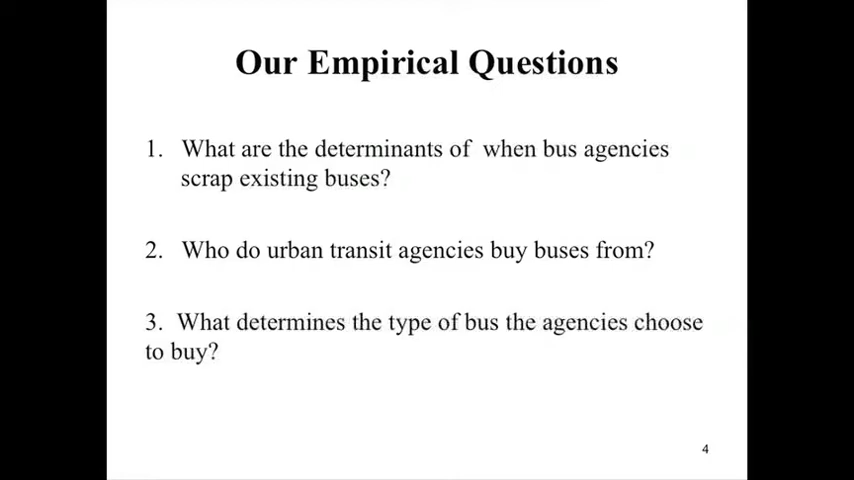 Our Empirical Questions
1. What are the determinants of when bus agencies
scrap existing buses?
2. Who do urban transit agencies buy buses from?
3. What determines the type of bus the agencies choose
to buy?
4